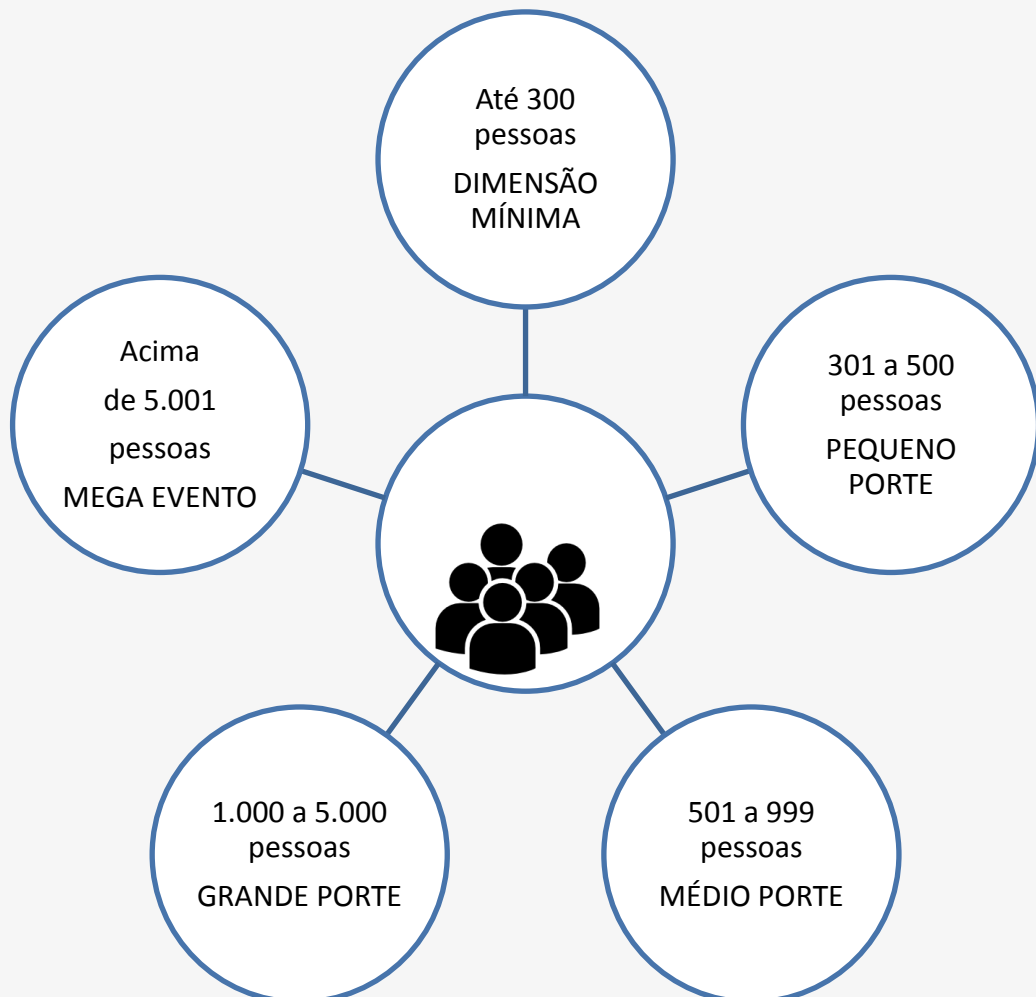 Até 300
pessoas
DIMENSÃO
MÍNIMA
301 a 500
pessoas
PEQUENO
PORTE
501 a 999
pessoas
MÉDIO PORTE
1.000 a 5.000
pessoas
GRANDE PORTE
Acima
de 5.001
pessoas
MEGA EVENTO